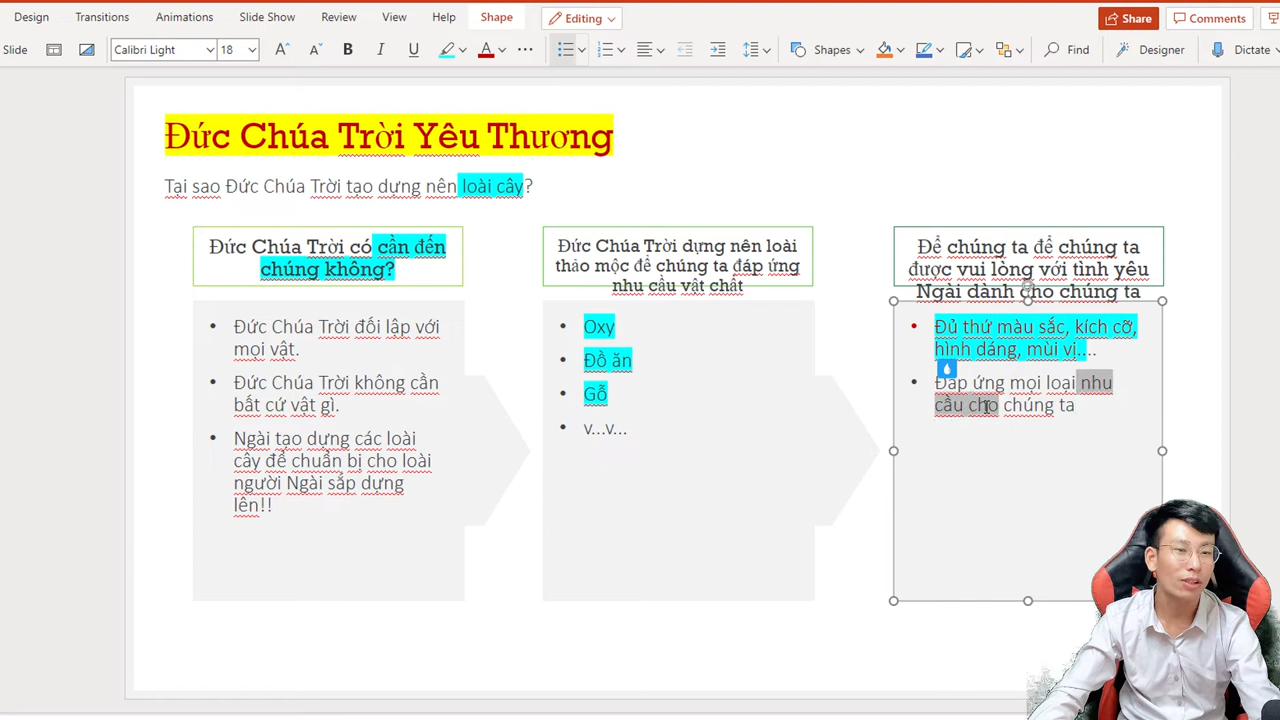 Design Transitions Animations Slide Show Review View Help Shape Editing Share Comments
Slide Calibri Light 18 A A B I U A Shapes Find Designer Dictate
Đức Chúa Trời Yêu Thương
Tại sao Đức Chúa Trời tạo dựng nên loài cây?
Đức Chúa Trời có cần đến
chúng không?
Đức Chúa Trời đối lập với
mọi vật.
Đức Chúa Trời không cần
bất cứ vật gì.
Ngài tạo dựng các loài
cây để chuẩn bị cho loài
người Ngài sắp dựng
lên!!
Đức Chúa Trời dựng nên loài
thảo mộc để chúng ta đáp ứng
nhu cầu vật chất
Oxy
Đồ ăn
Gỗ
v...v...
Để chúng ta để chúng ta
được vui lòng với tình yêu
Ngài dành cho chúng ta
Đủ thứ màu sắc, kích cỡ,
hình dáng, mùi vị....
Đáp ứng mọi loại nhu
cầu cho chúng ta